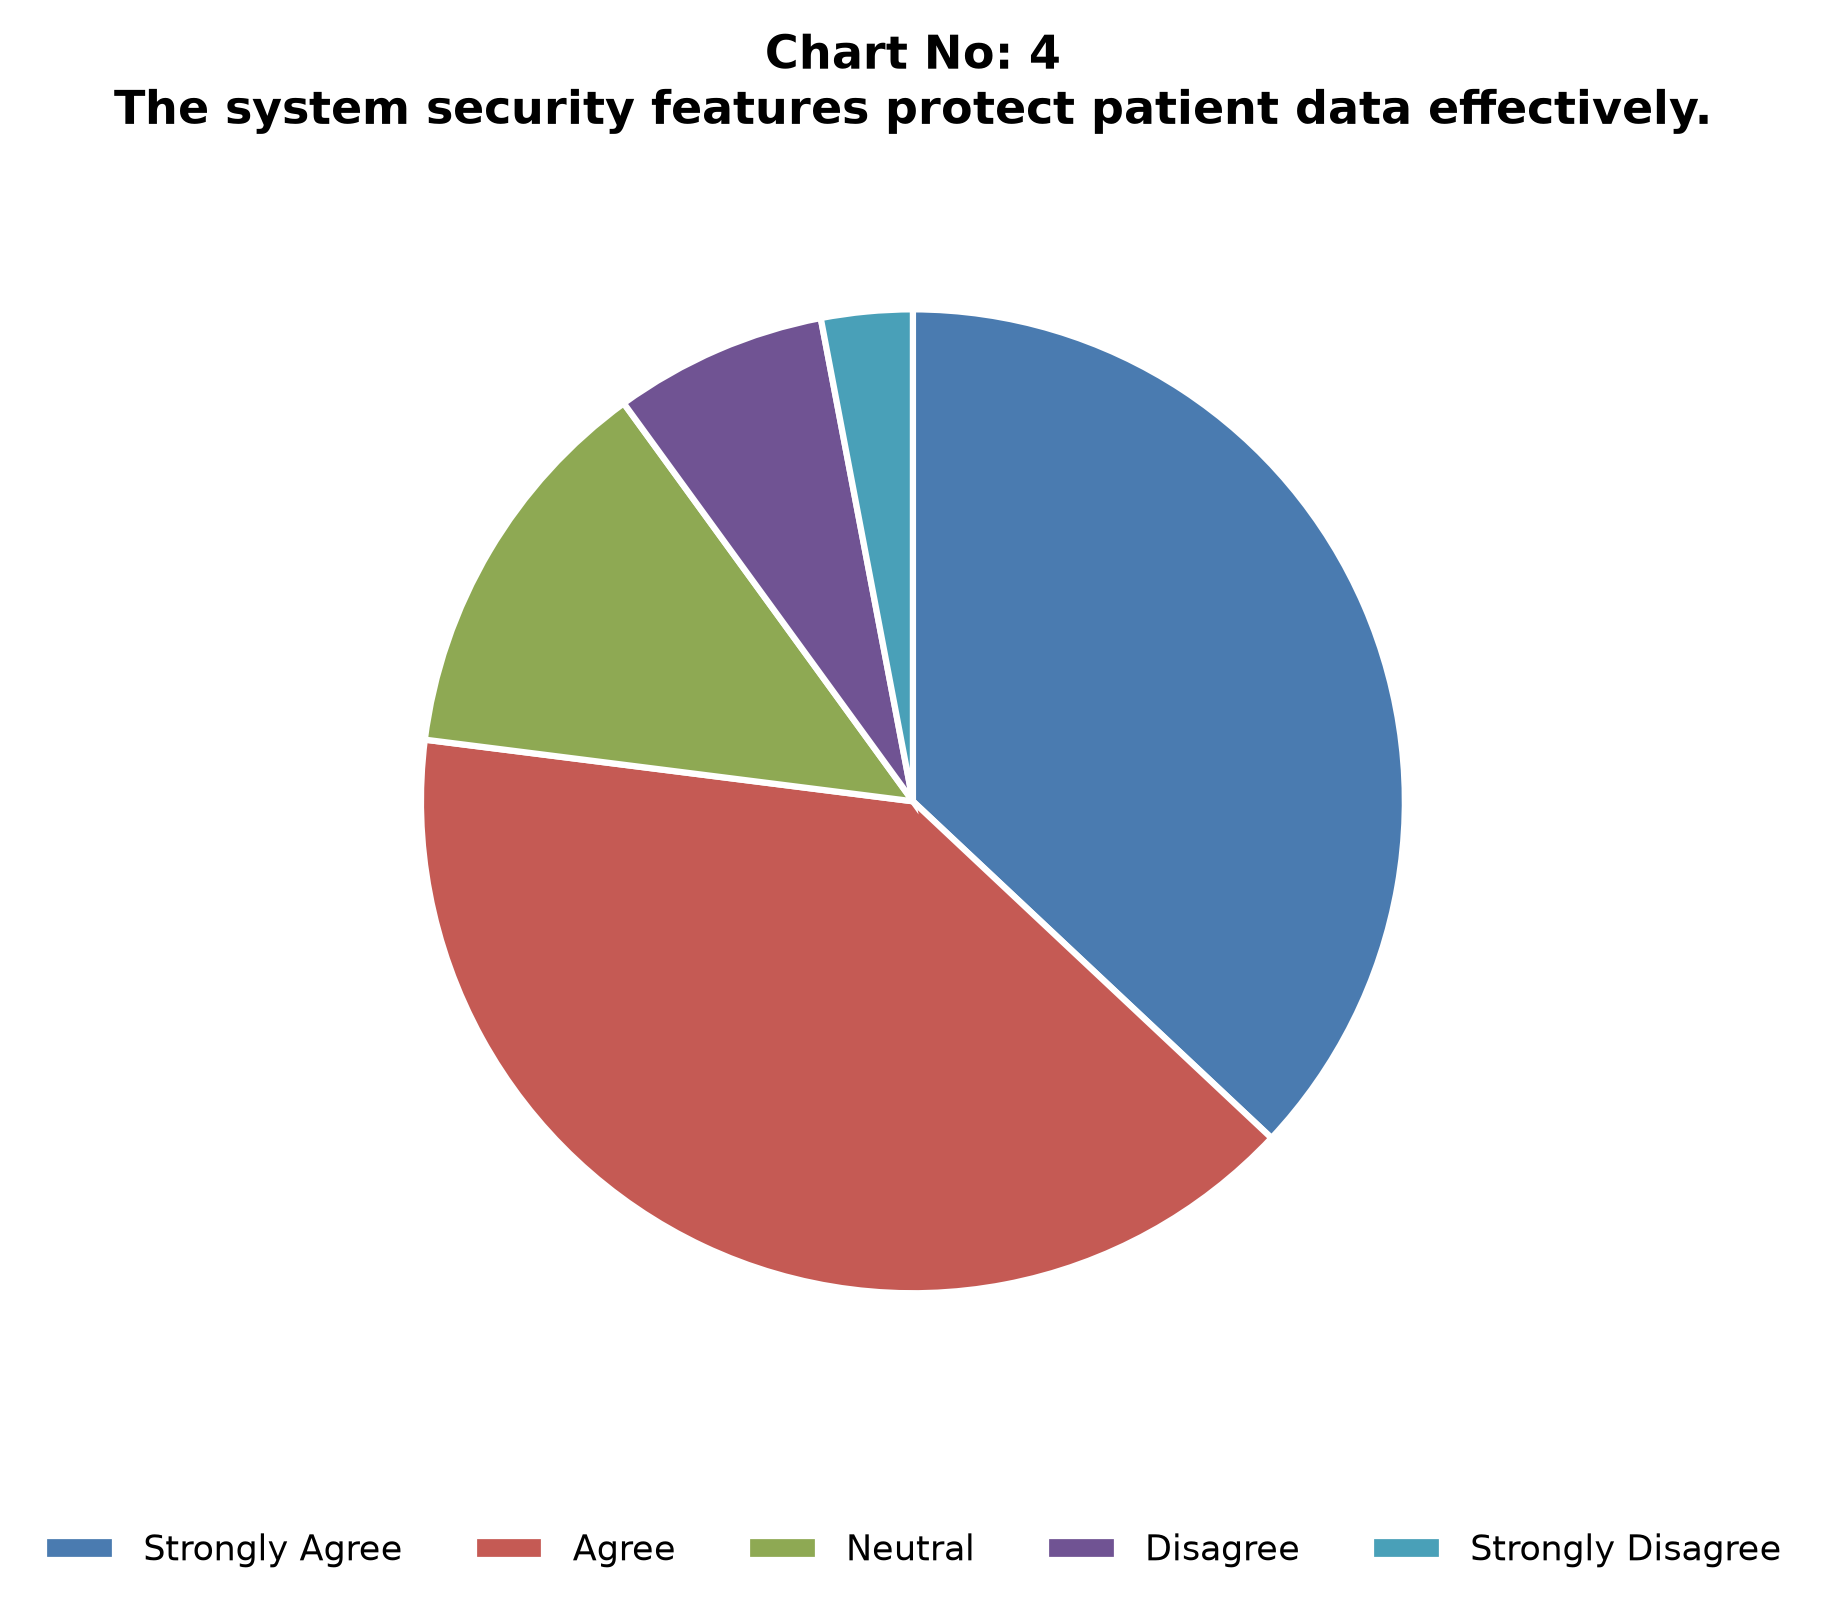 Chart No: 4
The system security features protect patient data effectively.
Strongly Agree
Agree
Neutral
Disagree
Strongly Disagree